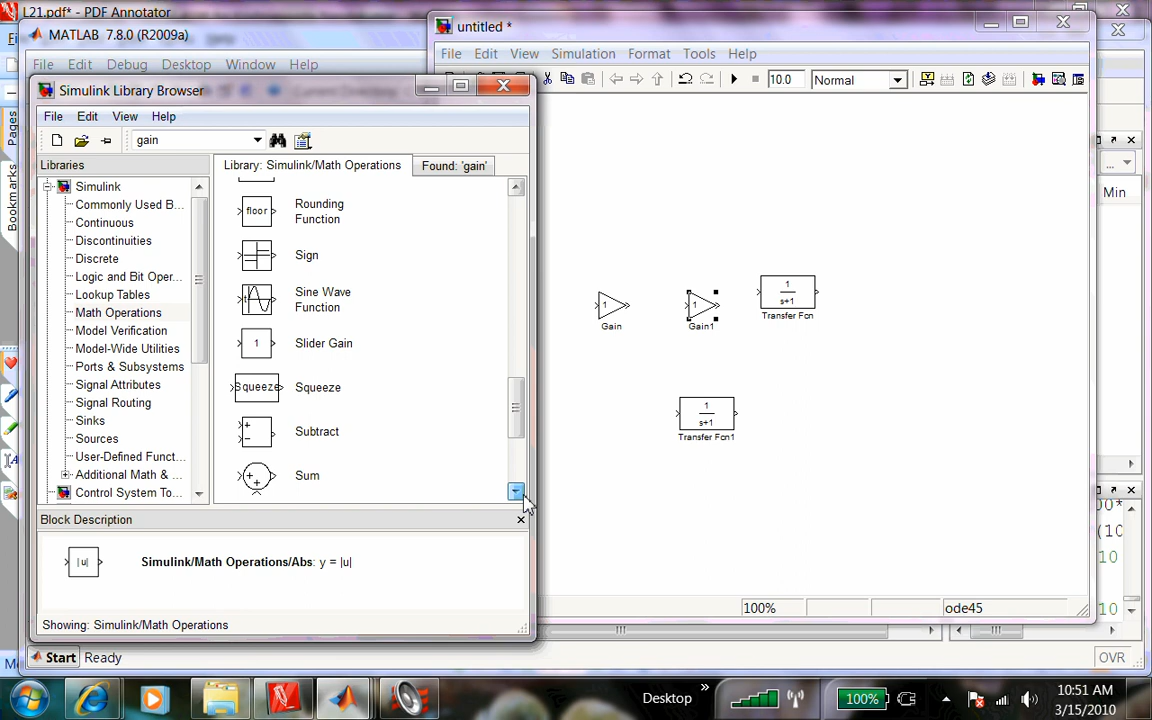 L21.pdf* - PDF Annotator
MATLAB 7.8.0 (R2009a)
File Edit Debug Desktop Window Help
Simulink Library Browser
File Edit View Help
gain
Libraries
Library: Simulink/Math Operations
Found: 'gain'
Simulink
Commonly Used B...
Continuous
Discontinuities
Discrete
Logic and Bit Oper...
Lookup Tables
Math Operations
Model Verification
Model-Wide Utilities
Ports & Subsystems
Signal Attributes
Signal Routing
Sinks
Sources
User-Defined Funct...
Additional Math & ...
Control System To...
floor
Rounding
Function
Sign
t
Sine Wave
Function
1
Slider Gain
Squeeze
Squeeze
+
−
Subtract
+
+
Sum
Block Description
|u|
Simulink/Math Operations/Abs: y = |u|
Showing: Simulink/Math Operations
untitled *
File Edit View Simulation Format Tools Help
10.0
Normal
1
Gain
1
Gain1
1
s+1
Transfer Fcn
1
s+1
Transfer Fcn1
100%
ode45
Pages
Bookmarks
...
Min
00*
(10
10
10
OVR
Start
Ready
Desktop
»
100%
10:51 AM
3/15/2010